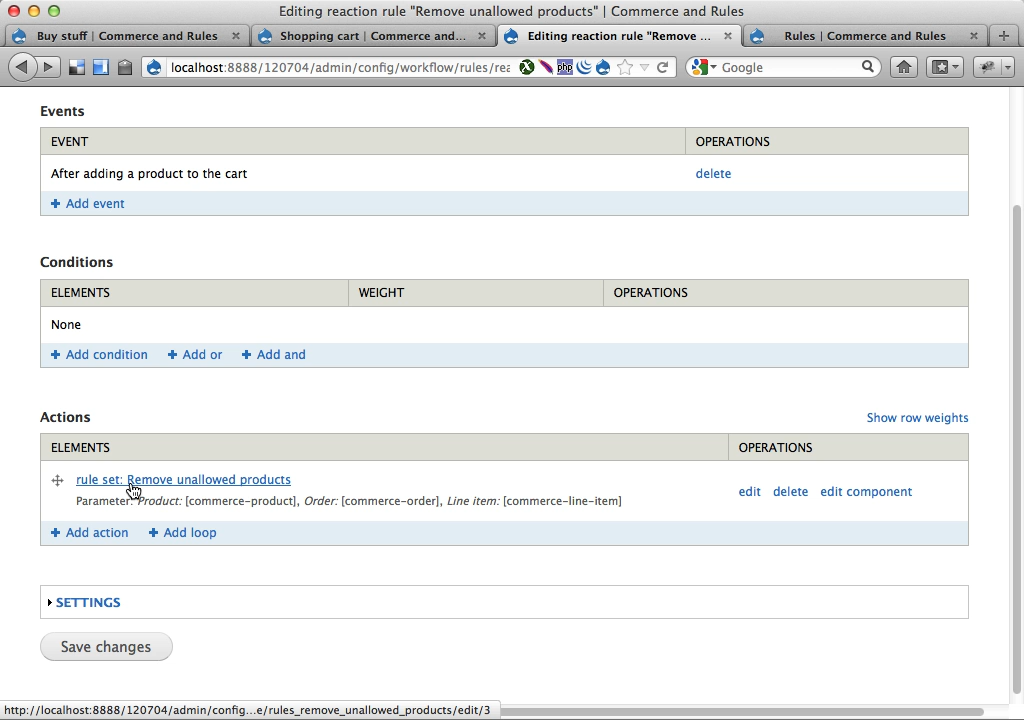 Editing reaction rule "Remove unallowed products" | Commerce and Rules
Buy stuff | Commerce and Rules
Shopping cart | Commerce and...
Editing reaction rule "Remove ...
Rules | Commerce and Rules
localhost:8888/120704/admin/config/workflow/rules/rea
php
Google
Events
EVENT OPERATIONS
After adding a product to the cart delete
Add event
Conditions
ELEMENTS WEIGHT OPERATIONS
None
Add condition Add or Add and
Actions Show row weights
ELEMENTS OPERATIONS
rule set: Remove unallowed products
Parameter: Product: [commerce-product], Order: [commerce-order], Line item: [commerce-line-item]
edit delete edit component
Add action Add loop
SETTINGS
Save changes
http://localhost:8888/120704/admin/config...e/rules_remove_unallowed_products/edit/3